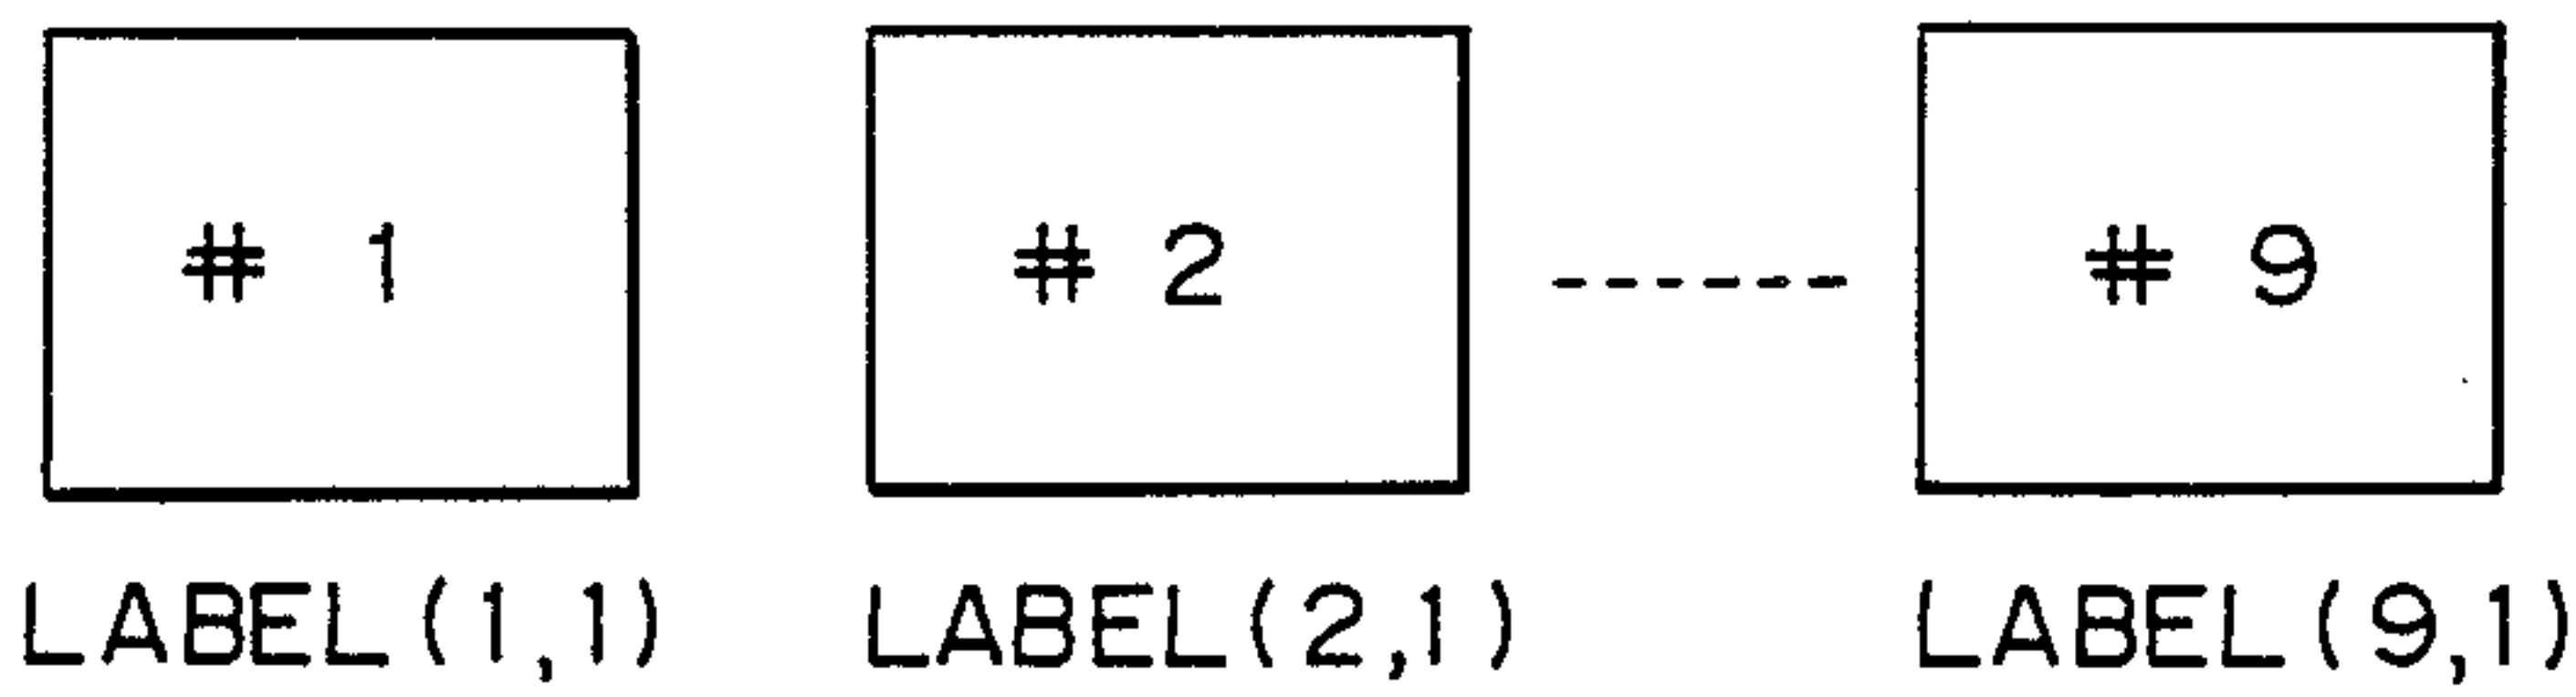 # 1 # 2 # 9
LABEL(1,1) LABEL(2,1) LABEL(9,1)